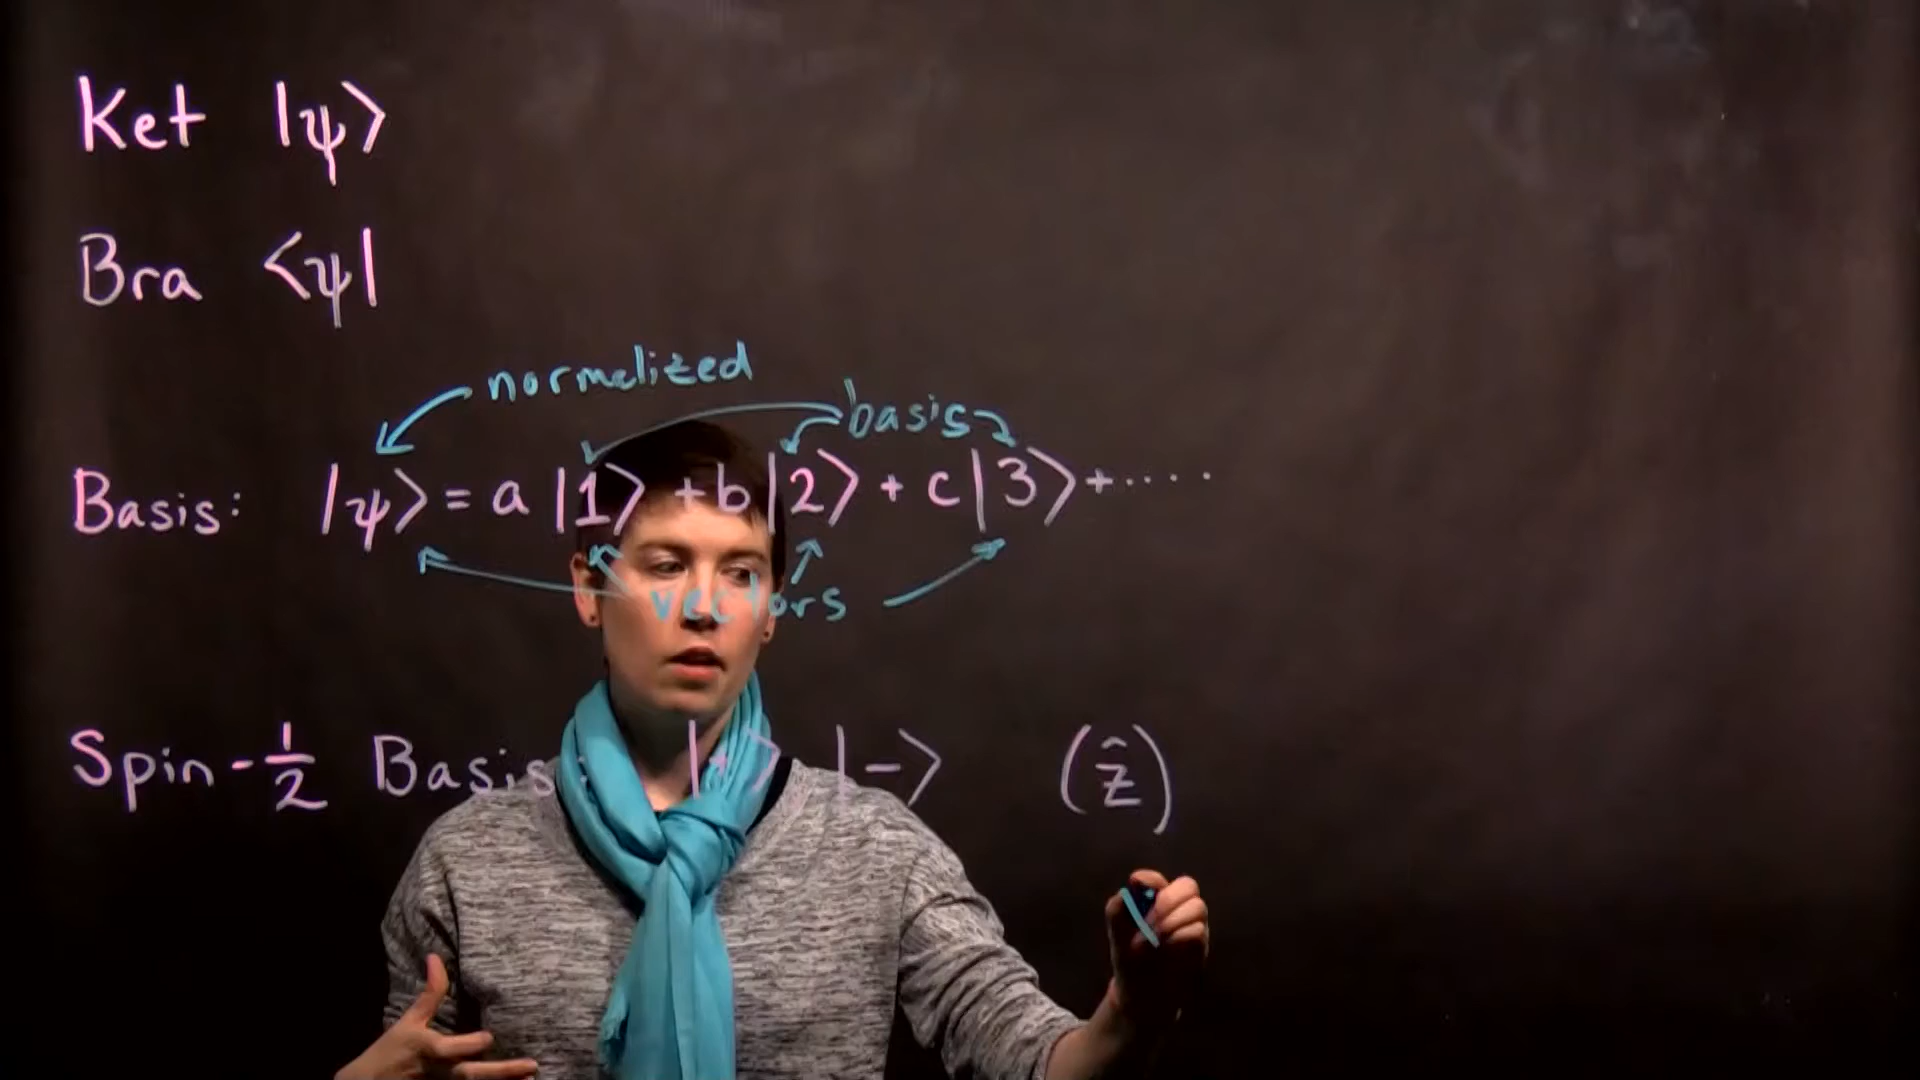 Ket |ψ⟩
Bra <ψ|
normalized
basis
Basis: |ψ⟩ = a |1⟩ + b |2⟩ + c |3⟩ + ....
vectors
Spin-1/2 Basis: |+⟩ |-⟩ (ẑ)